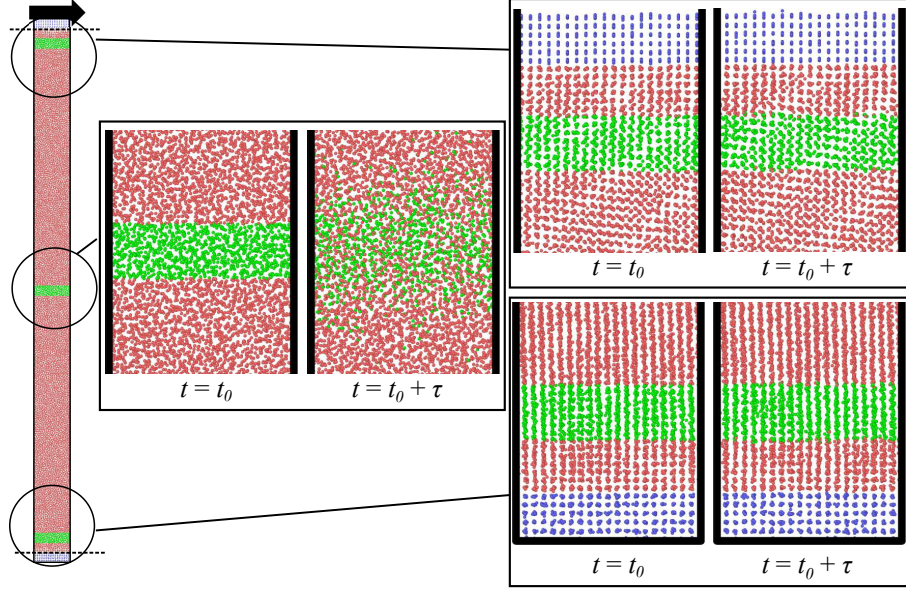 t = t₀
t = t₀ + τ
t = t₀
t = t₀ + τ
t = t₀
t = t₀ + τ